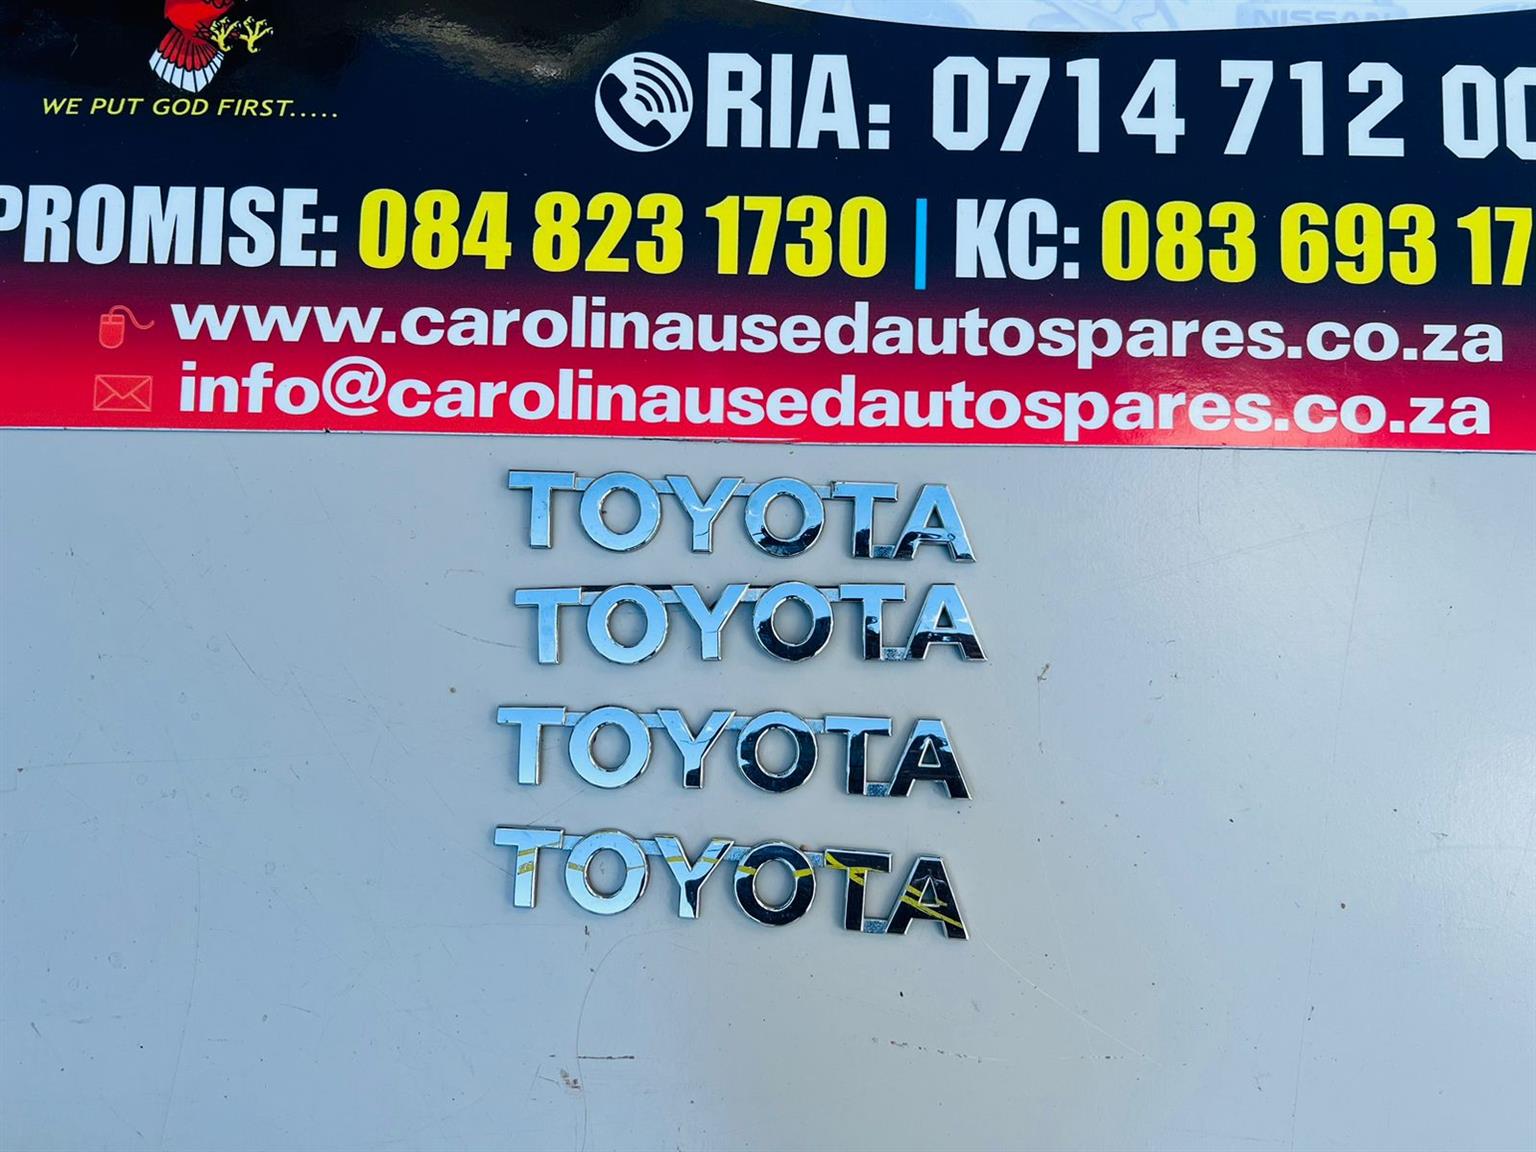 NISSAN
WE PUT GOD FIRST.....
RIA: 0714 712 00
PROMISE: 084 823 1730 | KC: 083 693 17
www.carolinausedautospares.co.za
info@carolinausedautospares.co.za
TOYOTA
TOYOTA
TOYOTA
TOYOTA